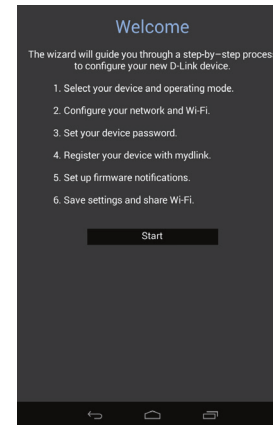 Welcome
The wizard will guide you through a step-by-step proces
to configure your new D-Link device.
1. Select your device and operating mode.
2. Configure your network and Wi-Fi.
3. Set your device password.
4. Register your device with mydlink.
5. Set up firmware notifications.
6. Save settings and share Wi-Fi.
Start